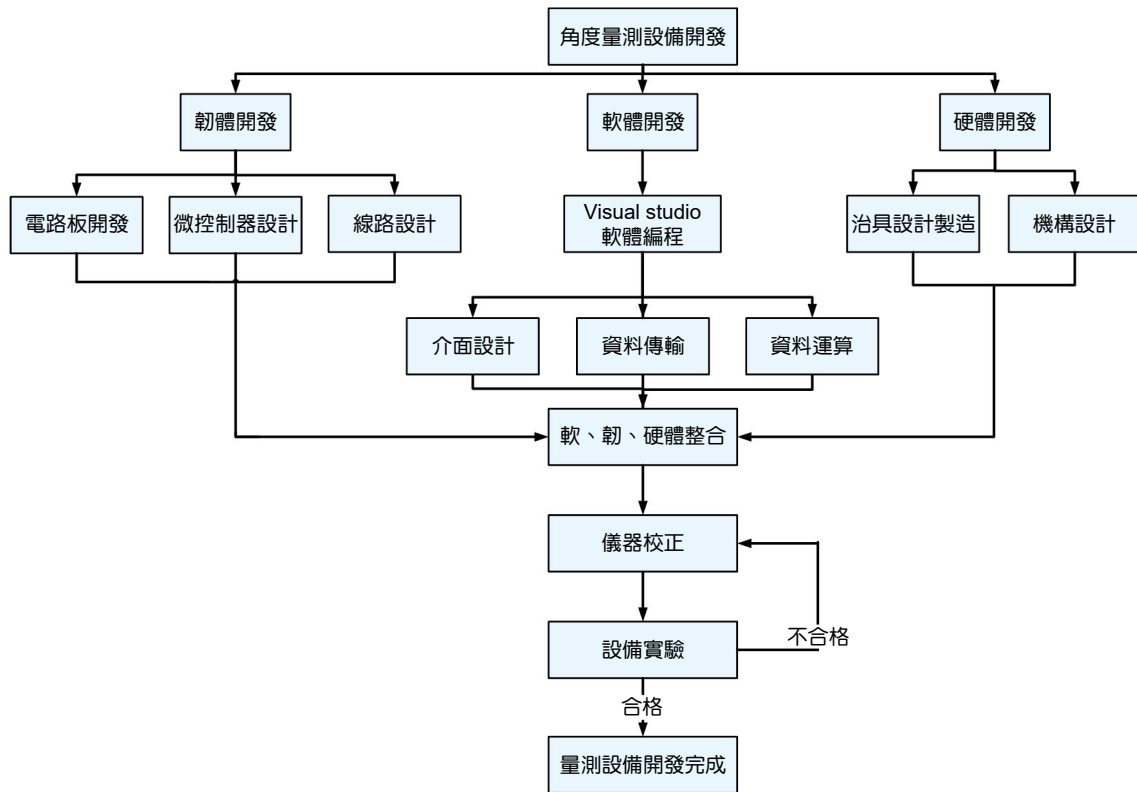 角度量測設備開發
韌體開發
軟體開發
硬體開發
電路板開發
微控制器設計
線路設計
Visual studio
軟體編程
治具設計製造
機構設計
介面設計
資料傳輸
資料運算
軟、韌、硬體整合
儀器校正
設備實驗
不合格
合格
量測設備開發完成